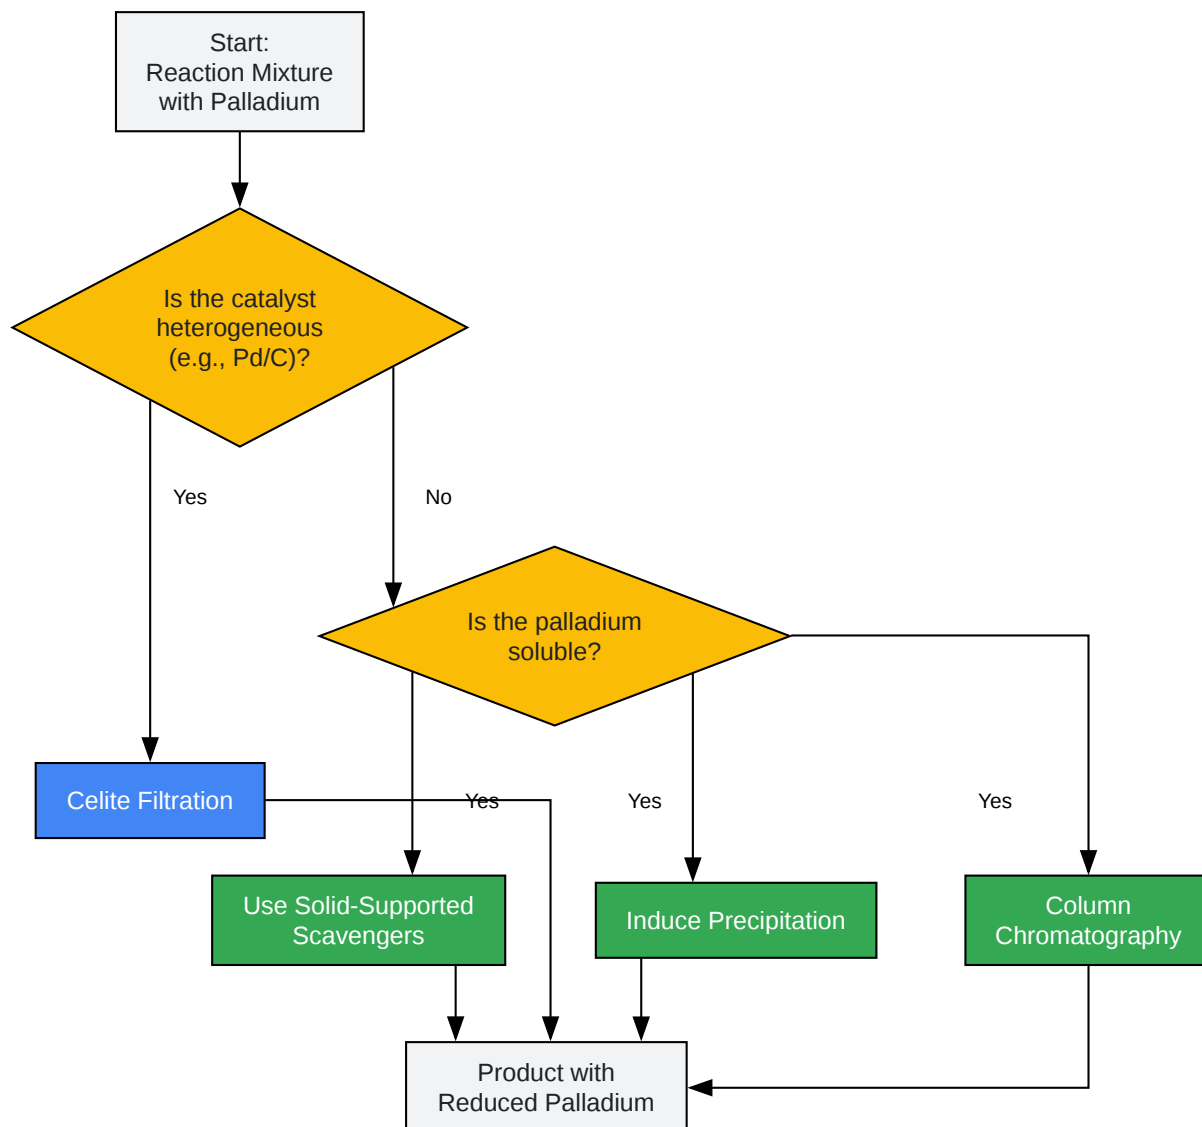 Start:
Reaction Mixture
with Palladium
Is the catalyst
heterogeneous
(e.g., Pd/C)?
Yes
No
Is the palladium
soluble?
Celite Filtration
Yes
Yes
Yes
Use Solid-Supported
Scavengers
Induce Precipitation
Column
Chromatography
Product with
Reduced Palladium